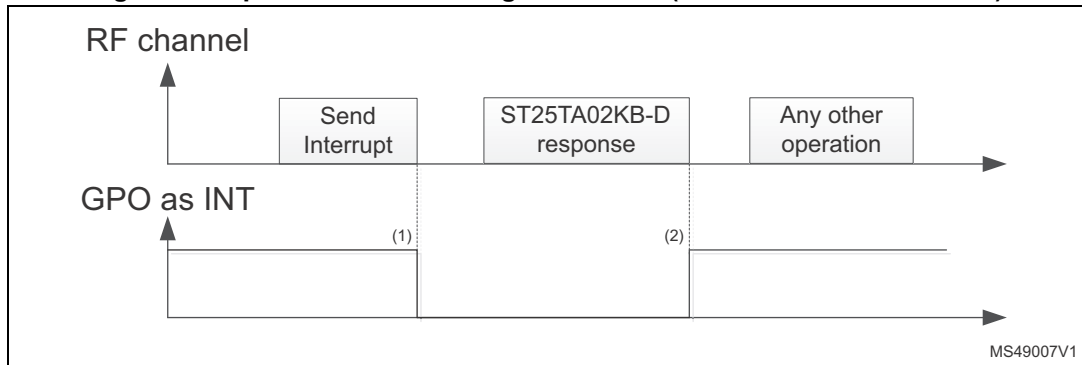 RF channel
Send
Interrupt
ST25TA02KB-D
response
Any other
operation
GPO as INT
(1)
(2)
MS49007V1